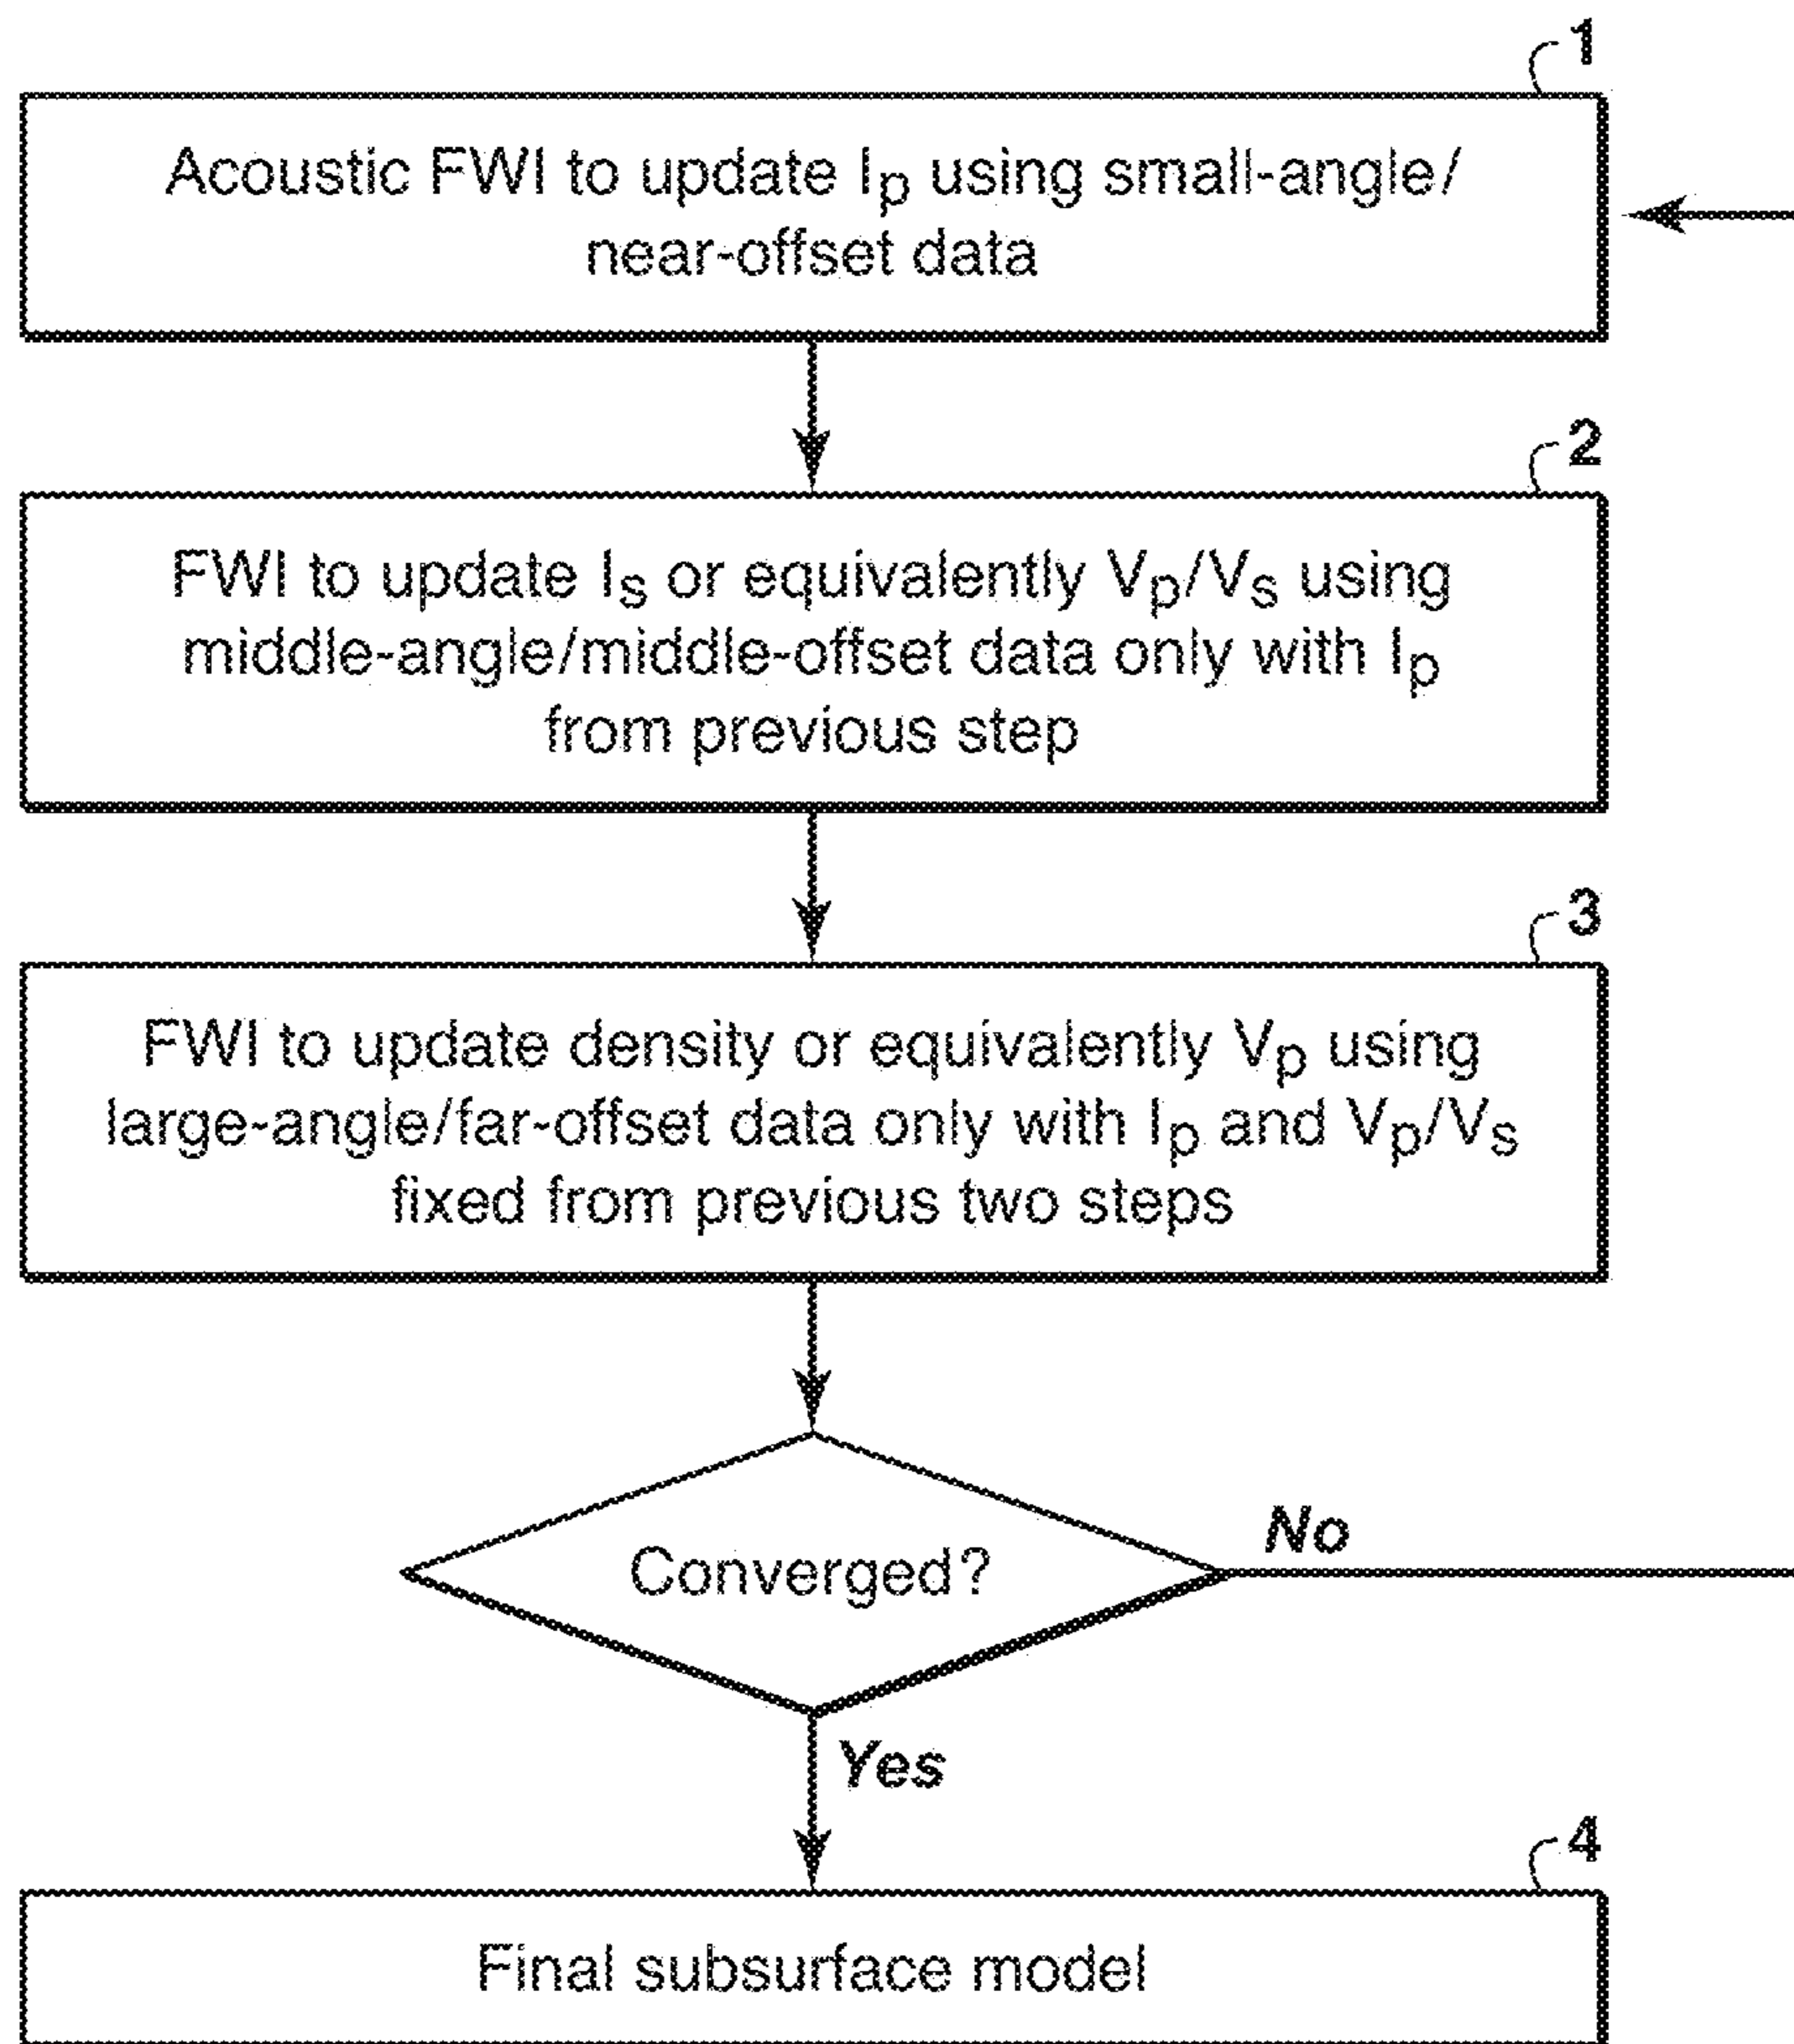 1
Acoustic FWI to update Ip using small-angle/
near-offset data
2
FWI to update Is or equivalently Vp/Vs using
middle-angle/middle-offset data only with Ip
from previous step
3
FWI to update density or equivalently Vp using
large-angle/far-offset data only with Ip and Vp/Vs
fixed from previous two steps
Converged?
No
Yes
4
Final subsurface model